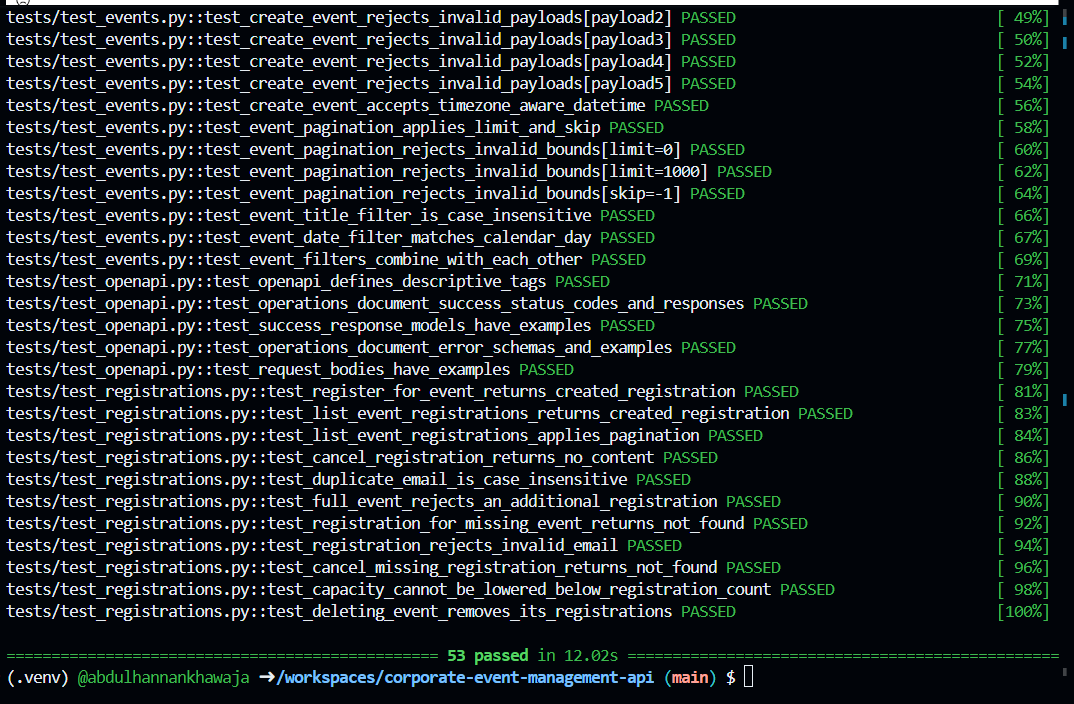 tests/test_events.py::test_create_event_rejects_invalid_payloads[payload2] PASSED [ 49%]
tests/test_events.py::test_create_event_rejects_invalid_payloads[payload3] PASSED [ 50%]
tests/test_events.py::test_create_event_rejects_invalid_payloads[payload4] PASSED [ 52%]
tests/test_events.py::test_create_event_rejects_invalid_payloads[payload5] PASSED [ 54%]
tests/test_events.py::test_create_event_accepts_timezone_aware_datetime PASSED [ 56%]
tests/test_events.py::test_event_pagination_applies_limit_and_skip PASSED [ 58%]
tests/test_events.py::test_event_pagination_rejects_invalid_bounds[limit=0] PASSED [ 60%]
tests/test_events.py::test_event_pagination_rejects_invalid_bounds[limit=1000] PASSED [ 62%]
tests/test_events.py::test_event_pagination_rejects_invalid_bounds[skip=-1] PASSED [ 64%]
tests/test_events.py::test_event_title_filter_is_case_insensitive PASSED [ 66%]
tests/test_events.py::test_event_date_filter_matches_calendar_day PASSED [ 67%]
tests/test_events.py::test_event_filters_combine_with_each_other PASSED [ 69%]
tests/test_openapi.py::test_openapi_defines_descriptive_tags PASSED [ 71%]
tests/test_openapi.py::test_operations_document_success_status_codes_and_responses PASSED [ 73%]
tests/test_openapi.py::test_success_response_models_have_examples PASSED [ 75%]
tests/test_openapi.py::test_operations_document_error_schemas_and_examples PASSED [ 77%]
tests/test_openapi.py::test_request_bodies_have_examples PASSED [ 79%]
tests/test_registrations.py::test_register_for_event_returns_created_registration PASSED [ 81%]
tests/test_registrations.py::test_list_event_registrations_returns_created_registration PASSED [ 83%]
tests/test_registrations.py::test_list_event_registrations_applies_pagination PASSED [ 84%]
tests/test_registrations.py::test_cancel_registration_returns_no_content PASSED [ 86%]
tests/test_registrations.py::test_duplicate_email_is_case_insensitive PASSED [ 88%]
tests/test_registrations.py::test_full_event_rejects_an_additional_registration PASSED [ 90%]
tests/test_registrations.py::test_registration_for_missing_event_returns_not_found PASSED [ 92%]
tests/test_registrations.py::test_registration_rejects_invalid_email PASSED [ 94%]
tests/test_registrations.py::test_cancel_missing_registration_returns_not_found PASSED [ 96%]
tests/test_registrations.py::test_capacity_cannot_be_lowered_below_registration_count PASSED [ 98%]
tests/test_registrations.py::test_deleting_event_removes_its_registrations PASSED [100%]
================================================ 53 passed in 12.02s ================================================
(.venv) @abdulhannankhawaja ➜/workspaces/corporate-event-management-api (main) $